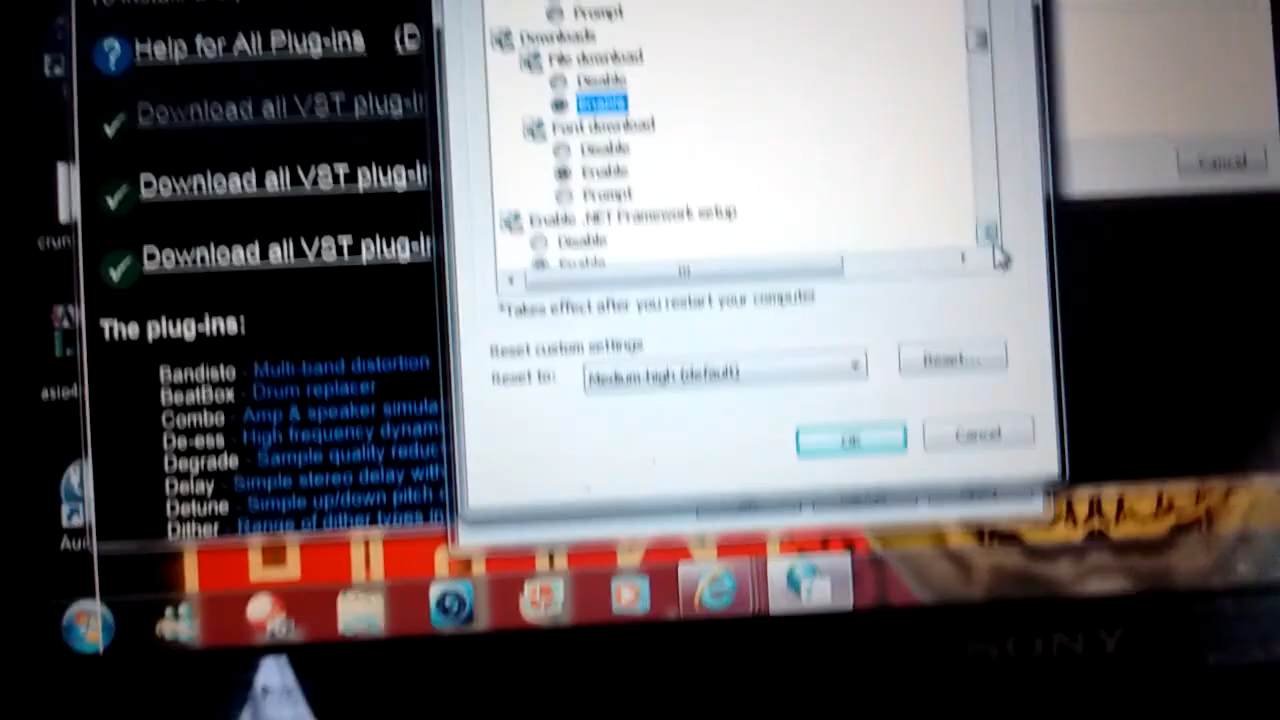 Help for All Plug-ins (D
Download all VST plug-i
Download all VST plug-i
Download all VST plug-i
The plug-ins:
Bandisto - Multi-band distortion
BeatBox - Drum replacer
Combo - Amp & speaker simula
De-ess - High frequency dynam
Degrade - Sample quality reduc
Delay - Simple stereo delay with
Detune - Simple up/down pitch
Dither - Range of dither types in
Prompt
Downloads
File download
Disable
Enable
Font download
Disable
Enable
Prompt
Enable .NET Framework setup
Disable
Enable
*Takes effect after you restart your computer
Reset custom settings
Reset to:
Medium-high (default)
Reset...
OK
Cancel
Cancel
SONY